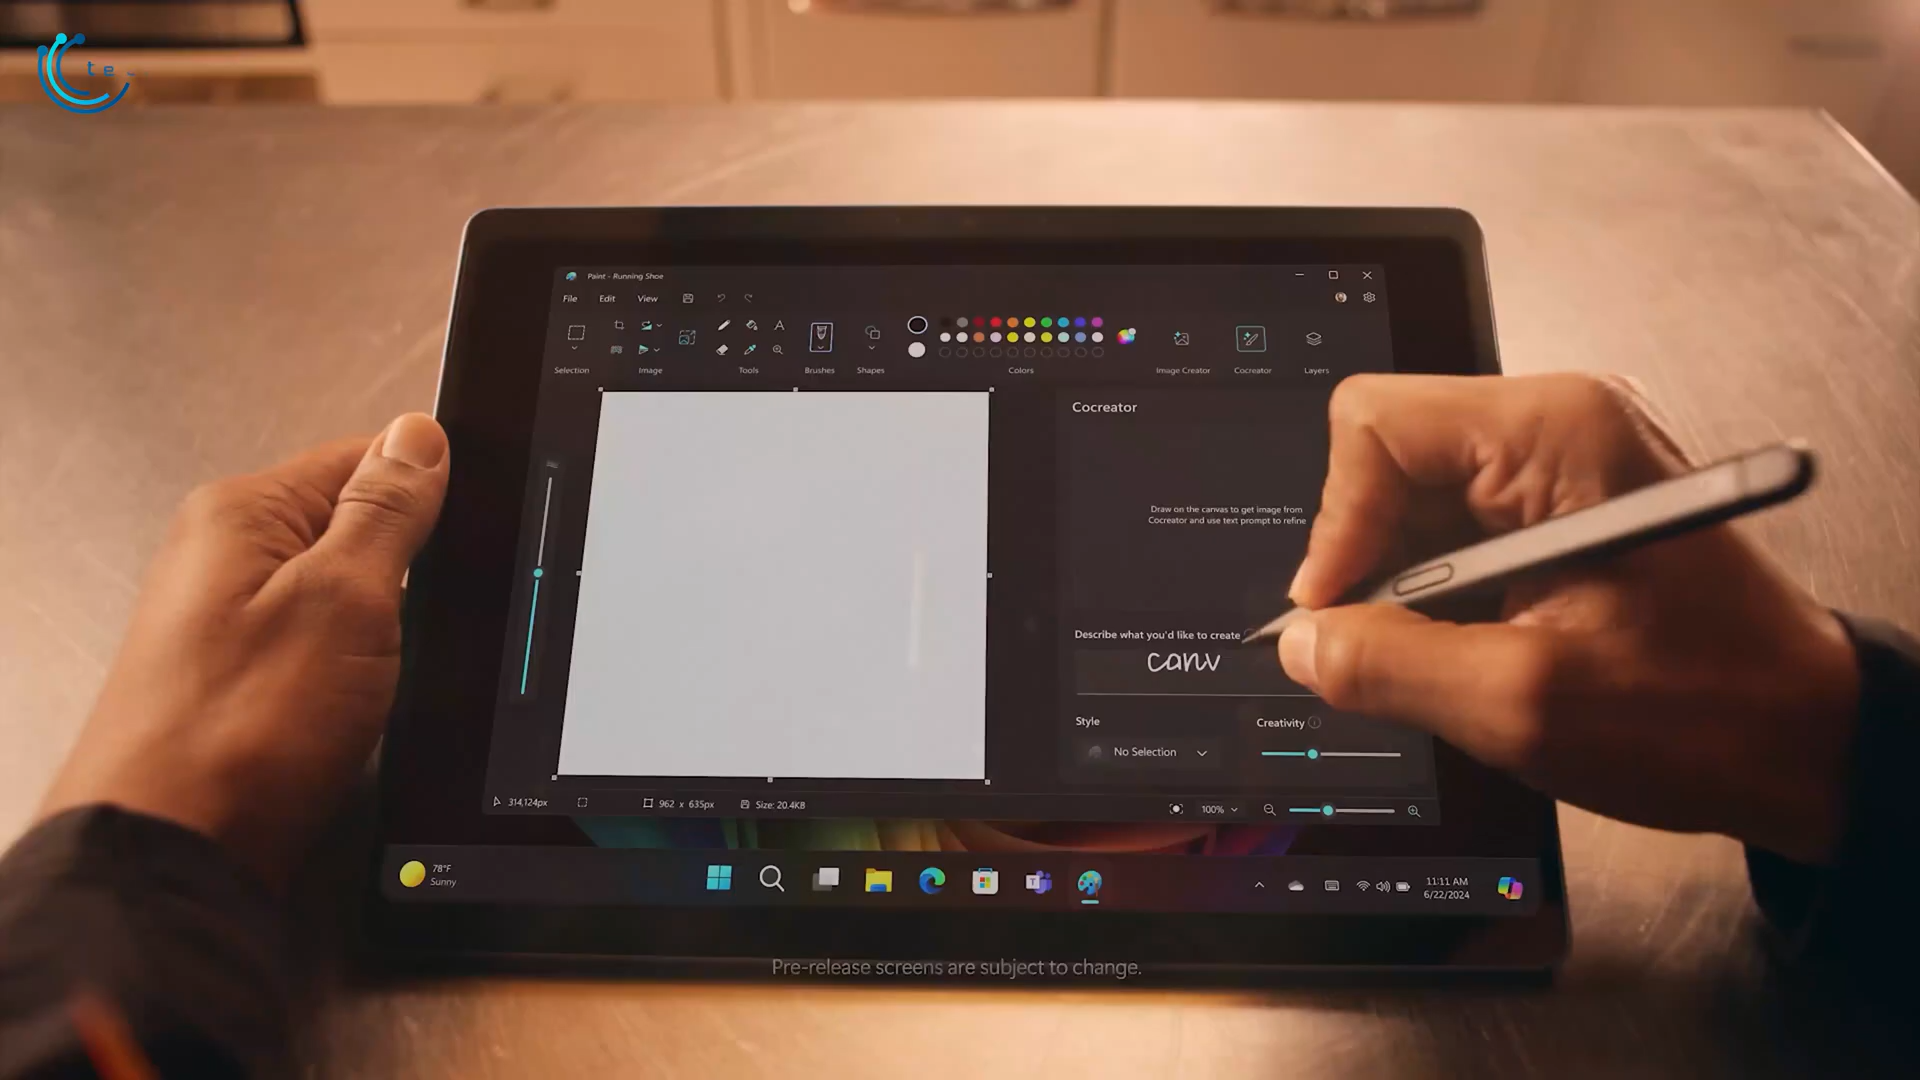 te
Paint - Running Shoe
File Edit View
Selection Image Tools Brushes Shapes Colors Image Creator Cocreator Layers
Cocreator
Draw on the canvas to get image from
Cocreator and use text prompt to refine
Describe what you'd like to create
canv
Style Creativity
No Selection
314,124px 962 x 635px Size: 20.4KB 100%
78°F
Sunny
11:11 AM
6/22/2024
Pre-release screens are subject to change.